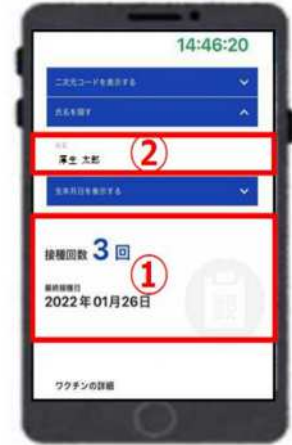 14:46:20
二次元コードを表示する
氏名を隠す
氏名
厚生 太郎
②
生年月日を表示する
接種回数 3 回
①
最終接種日
2022年01月26日
ワクチンの詳細